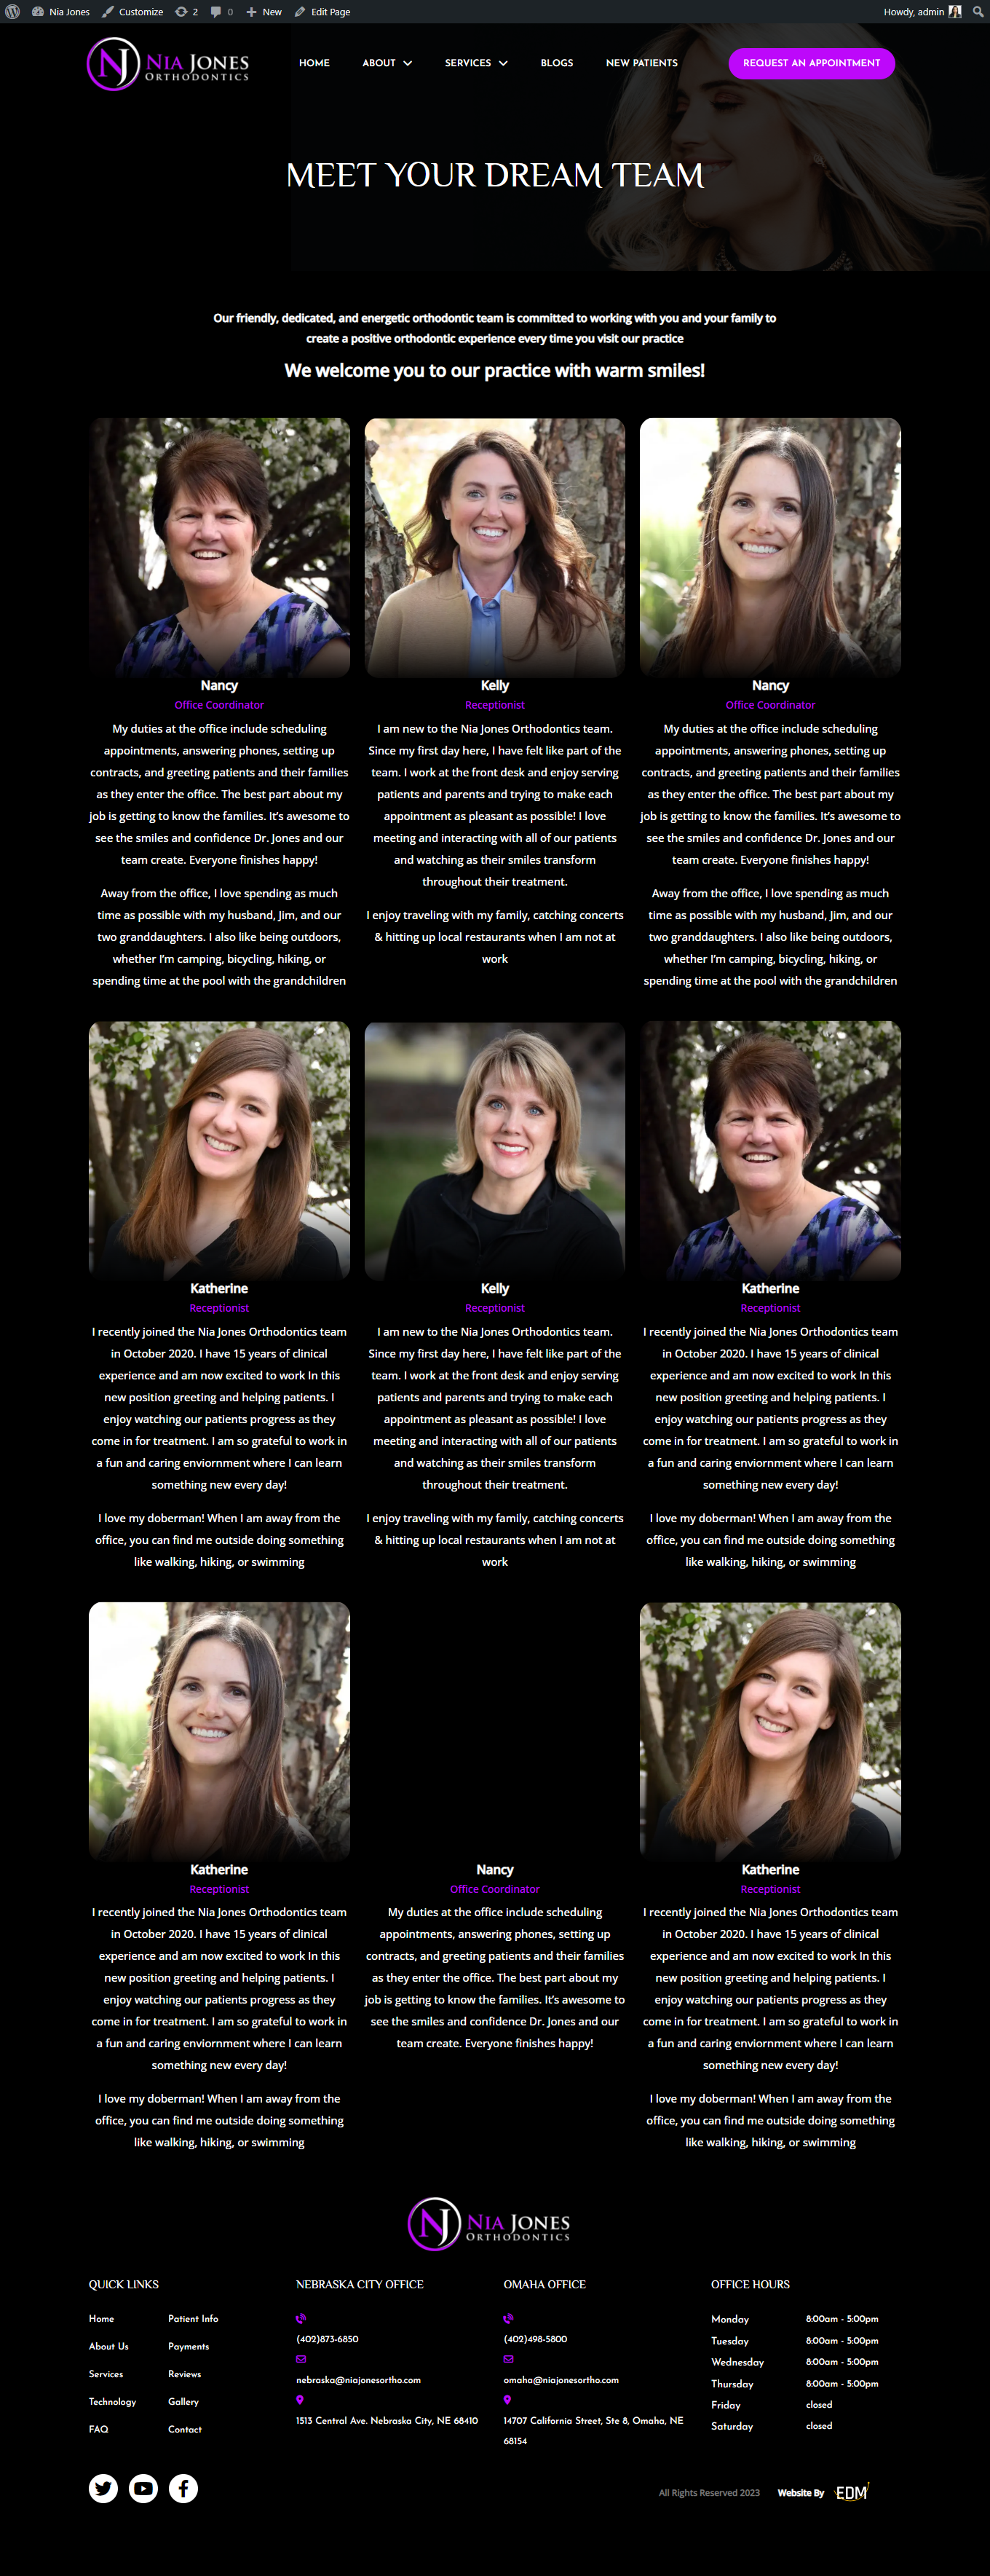 Nia Jones Customize 2 0 New Edit Page Howdy, admin
NJ NIA JONES
ORTHODONTICS
HOME ABOUT SERVICES BLOGS NEW PATIENTS REQUEST AN APPOINTMENT
MEET YOUR DREAM TEAM
Our friendly, dedicated, and energetic orthodontic team is committed to working with you and your family to
create a positive orthodontic experience every time you visit our practice
We welcome you to our practice with warm smiles!
Nancy
Office Coordinator
My duties at the office include scheduling
appointments, answering phones, setting up
contracts, and greeting patients and their families
as they enter the office. The best part about my
job is getting to know the families. It's awesome to
see the smiles and confidence Dr. Jones and our
team create. Everyone finishes happy!
Away from the office, I love spending as much
time as possible with my husband, Jim, and our
two granddaughters. I also like being outdoors,
whether I'm camping, bicycling, hiking, or
spending time at the pool with the grandchildren
Kelly
Receptionist
I am new to the Nia Jones Orthodontics team.
Since my first day here, I have felt like part of the
team. I work at the front desk and enjoy serving
patients and parents and trying to make each
appointment as pleasant as possible! I love
meeting and interacting with all of our patients
and watching as their smiles transform
throughout their treatment.
I enjoy traveling with my family, catching concerts
& hitting up local restaurants when I am not at
work
Nancy
Office Coordinator
My duties at the office include scheduling
appointments, answering phones, setting up
contracts, and greeting patients and their families
as they enter the office. The best part about my
job is getting to know the families. It's awesome to
see the smiles and confidence Dr. Jones and our
team create. Everyone finishes happy!
Away from the office, I love spending as much
time as possible with my husband, Jim, and our
two granddaughters. I also like being outdoors,
whether I'm camping, bicycling, hiking, or
spending time at the pool with the grandchildren
Katherine
Receptionist
I recently joined the Nia Jones Orthodontics team
in October 2020. I have 15 years of clinical
experience and am now excited to work In this
new position greeting and helping patients. I
enjoy watching our patients progress as they
come in for treatment. I am so grateful to work in
a fun and caring enviornment where I can learn
something new every day!
I love my doberman! When I am away from the
office, you can find me outside doing something
like walking, hiking, or swimming
Kelly
Receptionist
I am new to the Nia Jones Orthodontics team.
Since my first day here, I have felt like part of the
team. I work at the front desk and enjoy serving
patients and parents and trying to make each
appointment as pleasant as possible! I love
meeting and interacting with all of our patients
and watching as their smiles transform
throughout their treatment.
I enjoy traveling with my family, catching concerts
& hitting up local restaurants when I am not at
work
Katherine
Receptionist
I recently joined the Nia Jones Orthodontics team
in October 2020. I have 15 years of clinical
experience and am now excited to work In this
new position greeting and helping patients. I
enjoy watching our patients progress as they
come in for treatment. I am so grateful to work in
a fun and caring enviornment where I can learn
something new every day!
I love my doberman! When I am away from the
office, you can find me outside doing something
like walking, hiking, or swimming
Katherine
Receptionist
I recently joined the Nia Jones Orthodontics team
in October 2020. I have 15 years of clinical
experience and am now excited to work In this
new position greeting and helping patients. I
enjoy watching our patients progress as they
come in for treatment. I am so grateful to work in
a fun and caring enviornment where I can learn
something new every day!
I love my doberman! When I am away from the
office, you can find me outside doing something
like walking, hiking, or swimming
Nancy
Office Coordinator
My duties at the office include scheduling
appointments, answering phones, setting up
contracts, and greeting patients and their families
as they enter the office. The best part about my
job is getting to know the families. It's awesome to
see the smiles and confidence Dr. Jones and our
team create. Everyone finishes happy!
Katherine
Receptionist
I recently joined the Nia Jones Orthodontics team
in October 2020. I have 15 years of clinical
experience and am now excited to work In this
new position greeting and helping patients. I
enjoy watching our patients progress as they
come in for treatment. I am so grateful to work in
a fun and caring enviornment where I can learn
something new every day!
I love my doberman! When I am away from the
office, you can find me outside doing something
like walking, hiking, or swimming
NJ NIA JONES
ORTHODONTICS
QUICK LINKS
Home Patient Info
About Us Payments
Services Reviews
Technology Gallery
FAQ Contact
NEBRASKA CITY OFFICE
(402)873-6850
nebraska@niajonesortho.com
1513 Central Ave. Nebraska City, NE 68410
OMAHA OFFICE
(402)498-5800
omaha@niajonesortho.com
14707 California Street, Ste 8, Omaha, NE
68154
OFFICE HOURS
Monday 8:00am - 5:00pm
Tuesday 8:00am - 5:00pm
Wednesday 8:00am - 5:00pm
Thursday 8:00am - 5:00pm
Friday closed
Saturday closed
All Rights Reserved 2023 Website By EDM